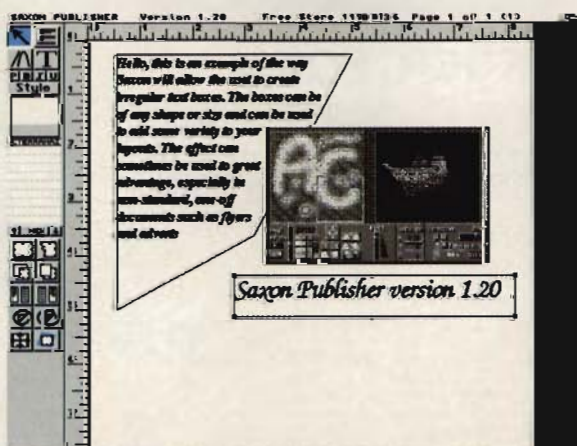 SAXON PUBLISHER Version 1.20 Free Store Page 1 of 1 (1)
Hello, this is an example of the way
Saxon will allow the user to create
irregular text boxes. The boxes can be
of any shape or size and can be used
to add some variety to your
layouts. The effect can
sometimes be used to great
advantage, especially in
non-standard, one-off
documents such as flyers
and adverts
T
Style
Saxon Publisher version 1.20